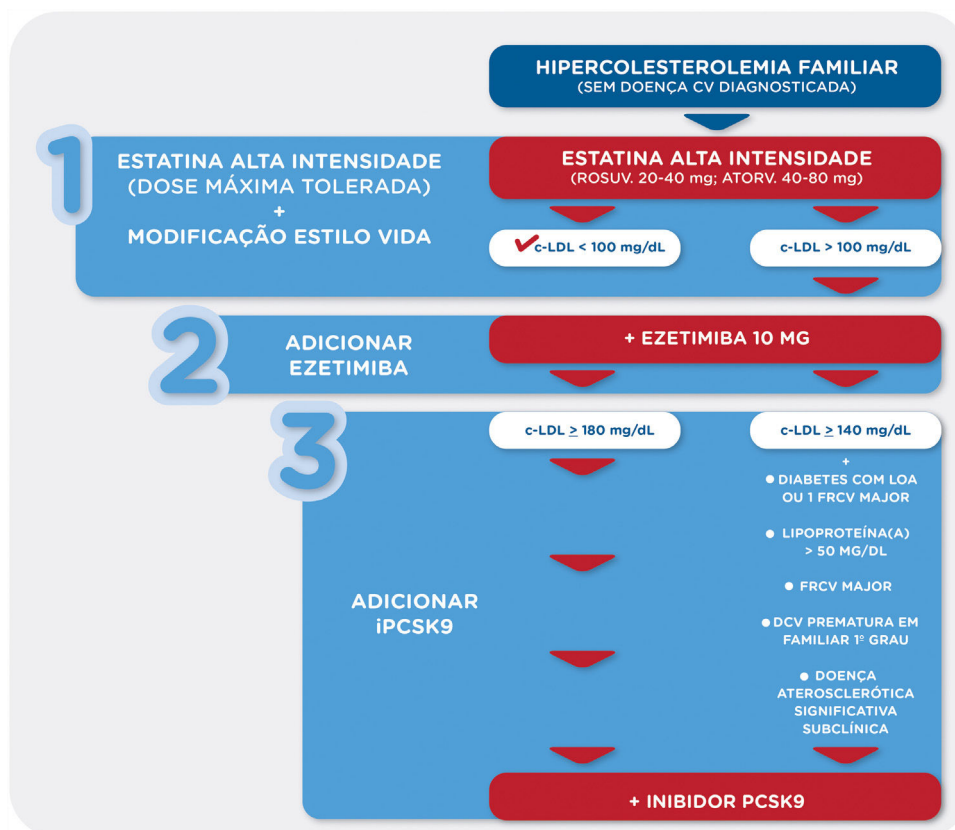 HIPERCOLESTEROLEMIA FAMILIAR
(SEM DOENÇA CV DIAGNOSTICADA)
1
ESTATINA ALTA INTENSIDADE
(DOSE MÁXIMA TOLERADA)
+
MODIFICAÇÃO ESTILO VIDA
ESTATINA ALTA INTENSIDADE
(ROSUV. 20-40 mg; ATORV. 40-80 mg)
c-LDL < 100 mg/dL
c-LDL > 100 mg/dL
2
ADICIONAR
EZETIMIBA
+ EZETIMIBA 10 MG
3
ADICIONAR
iPCSK9
c-LDL ≥ 180 mg/dL
c-LDL ≥ 140 mg/dL
+
● DIABETES COM LOA
OU 1 FRCV MAJOR
● LIPOPROTEÍNA(A)
> 50 MG/DL
● FRCV MAJOR
● DCV PREMATURA EM
FAMILIAR 1º GRAU
● DOENÇA
ATEROSCLERÓTICA
SIGNIFICATIVA
SUBCLÍNICA
+ INIBIDOR PCSK9